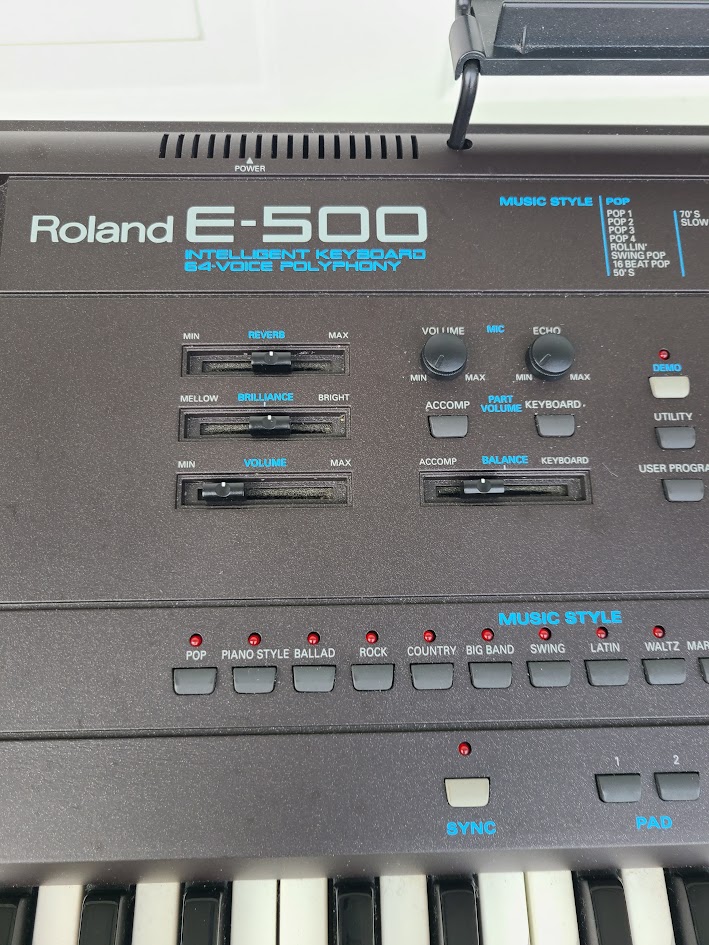 POWER
Roland E-500
INTELLIGENT KEYBOARD
64-VOICE POLYPHONY
MUSIC STYLE
POP
POP 1
POP 2
POP 3
POP 4
ROLLIN'
SWING POP
16 BEAT POP
50'S
70'S
SLOW
MIN REVERB MAX
MELLOW BRILLIANCE BRIGHT
MIN VOLUME MAX
VOLUME MIC ECHO
MIN MAX MIN MAX
ACCOMP PART VOLUME KEYBOARD
ACCOMP BALANCE KEYBOARD
DEMO
UTILITY
USER
MUSIC STYLE
POP PIANO STYLE BALLAD ROCK COUNTRY BIG BAND SWING LATIN WALTZ
SYNC
1 2
PAD